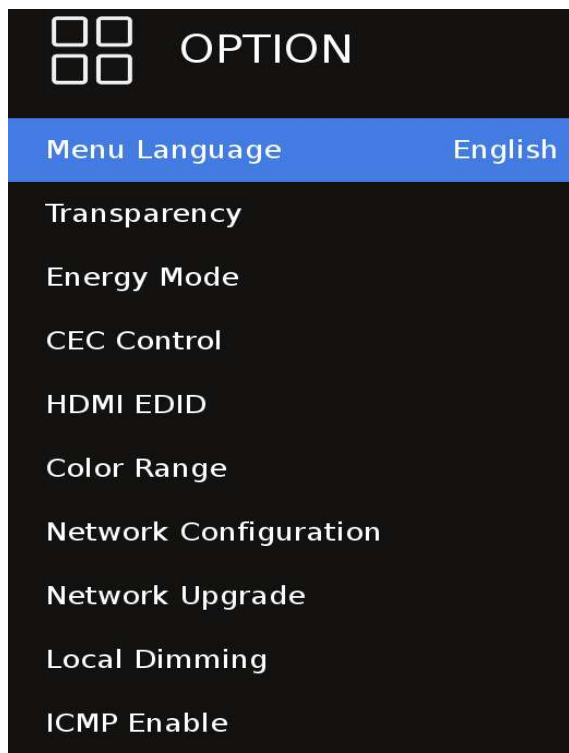 OPTION
Menu Language English
Transparency
Energy Mode
CEC Control
HDMI EDID
Color Range
Network Configuration
Network Upgrade
Local Dimming
ICMP Enable